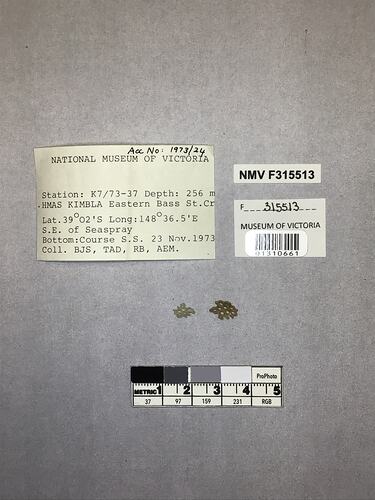 Acc No: 1973/24
NATIONAL MUSEUM OF VICTORIA
Station: K7/73-37 Depth: 256 m
HMAS KIMBLA Eastern Bass St.Cr
Lat.39°02'S Long:148°36.5'E
S.E. of Seaspray
Bottom:Course S.S. 23 Nov.1973
Coll. BJS, TAD, RB, AEM.
NMV F315513
F 315513
MUSEUM OF VICTORIA
01310661
ProPhoto
METRIC 1 2 3 4 5
37 97 159 231 RGB